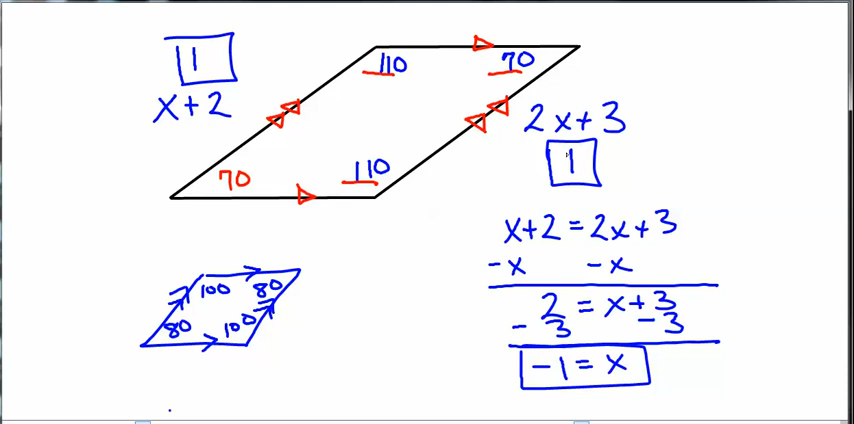 1
x+2
110
70
2x+3
1
70
110
x+2 = 2x+3
-x -x
2 = x+3
-3 -3
-1 = x
100
80
80
100